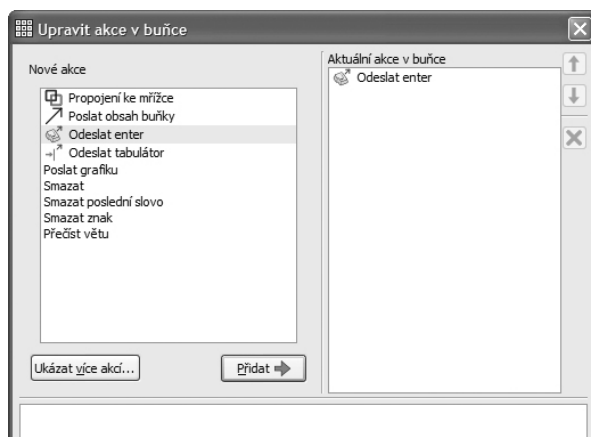 Upravit akce v buňce
Nové akce
Propojení ke mřížce
Poslat obsah buňky
Odeslat enter
Odeslat tabulátor
Poslat grafiku
Smazat
Smazat poslední slovo
Smazat znak
Přečíst větu
Ukázat více akcí...
Přidat
Aktuální akce v buňce
Odeslat enter